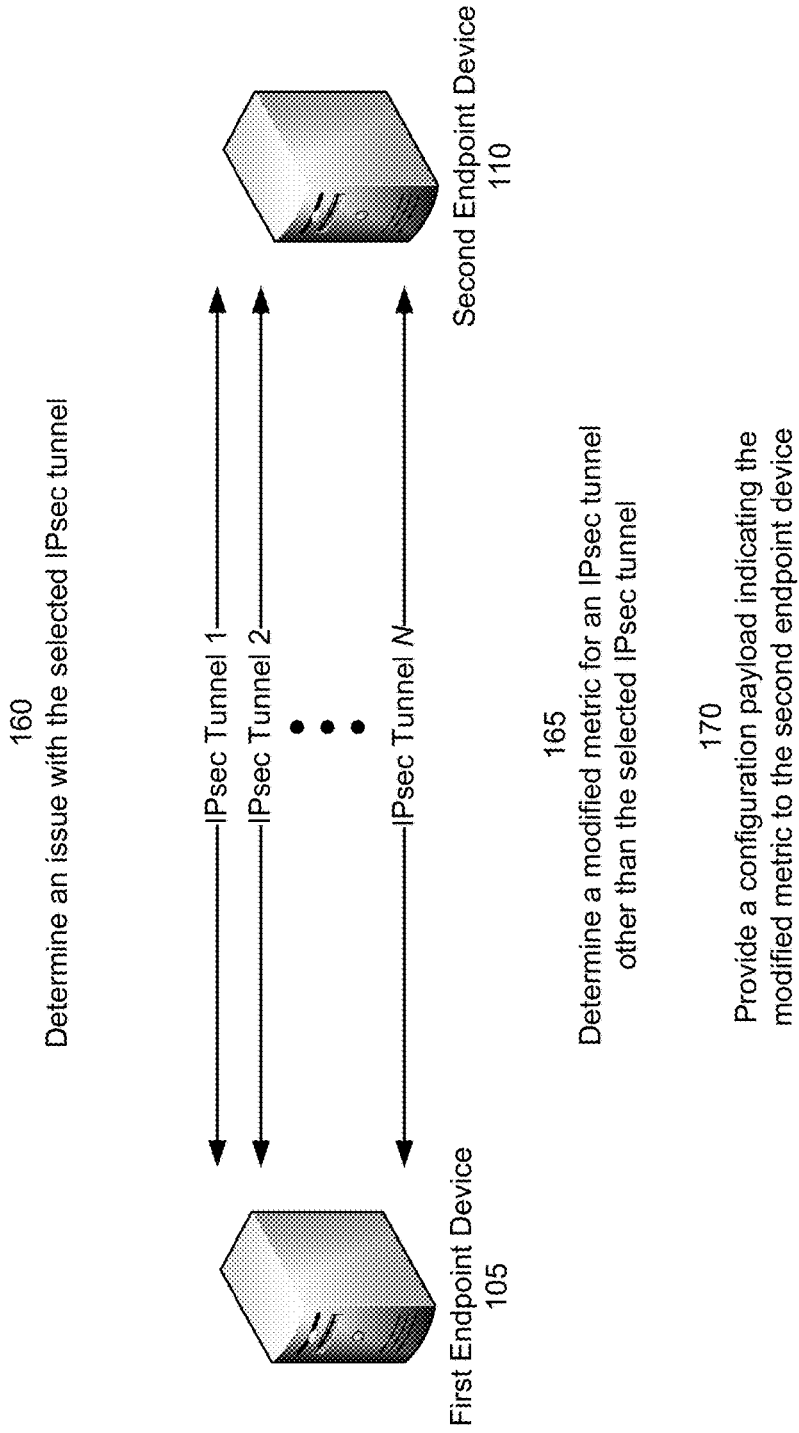 160
Determine an issue with the selected IPsec tunnel
IPsec Tunnel 1
IPsec Tunnel 2
IPsec Tunnel N
First Endpoint Device
105
Second Endpoint Device
110
165
Determine a modified metric for an IPsec tunnel
other than the selected IPsec tunnel
170
Provide a configuration payload indicating the
modified metric to the second endpoint device